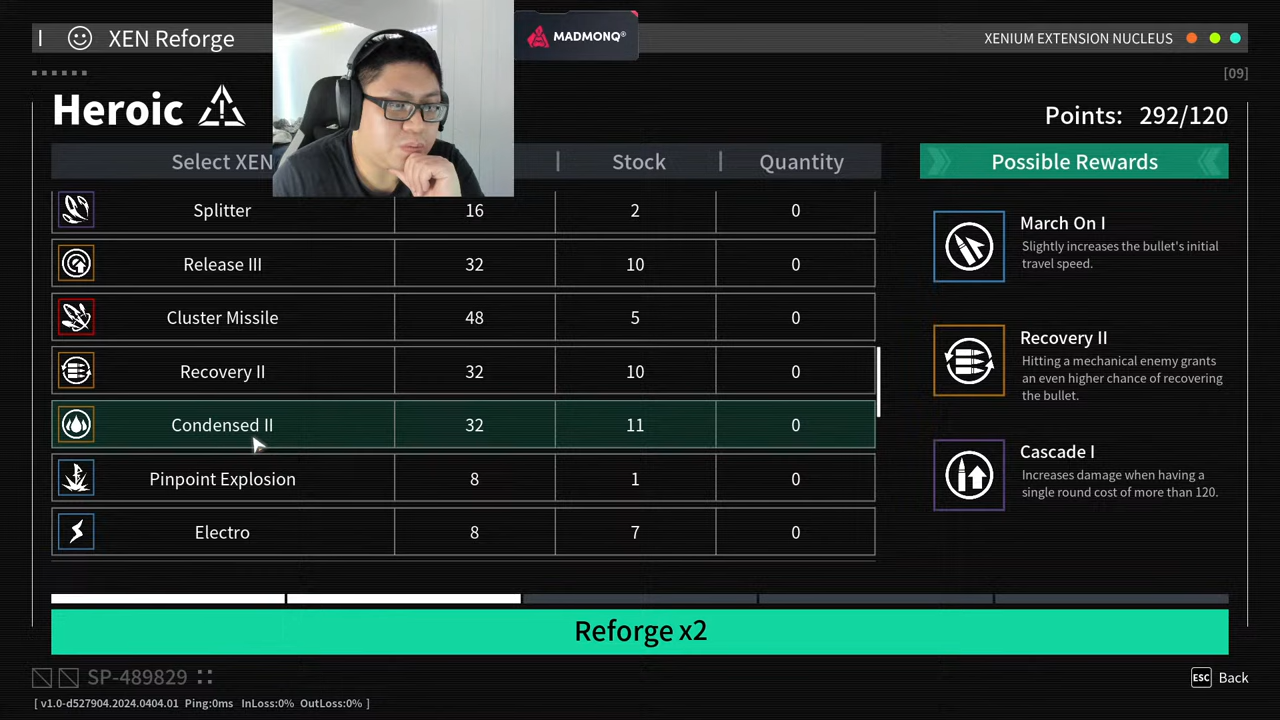 XEN Reforge
MADMONQ®
XENIUM EXTENSION NUCLEUS
[09]
Heroic
Points: 292/120
Select XEN
Stock
Quantity
Possible Rewards
Splitter 16 2 0
Release III 32 10 0
Cluster Missile 48 5 0
Recovery II 32 10 0
Condensed II 32 11 0
Pinpoint Explosion 8 1 0
Electro 8 7 0
March On I
Slightly increases the bullet's initial
travel speed.
Recovery II
Hitting a mechanical enemy grants
an even higher chance of recovering
the bullet.
Cascade I
Increases damage when having a
single round cost of more than 120.
Reforge x2
SP-489829
ESC Back
[ v1.0-d527904.2024.0404.01 Ping:0ms InLoss:0% OutLoss:0% ]